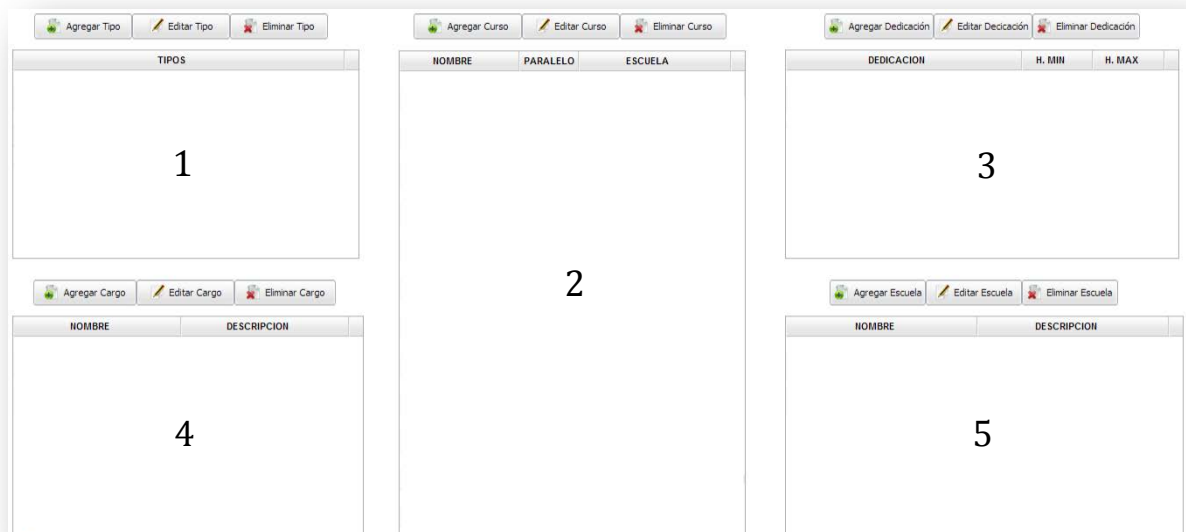 Agregar Tipo Editar Tipo Eliminar Tipo
TIPOS
1
Agregar Curso Editar Curso Eliminar Curso
NOMBRE PARALELO ESCUELA
2
Agregar Dedicación Editar Dedicación Eliminar Dedicación
DEDICACION H. MIN H. MAX
3
Agregar Cargo Editar Cargo Eliminar Cargo
NOMBRE DESCRIPCION
4
Agregar Escuela Editar Escuela Eliminar Escuela
NOMBRE DESCRIPCION
5